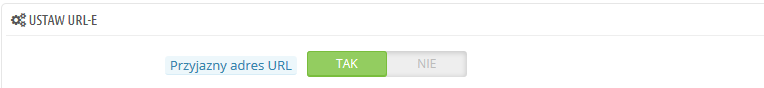 USTAW URL-E
Przyjazny adres URL TAK NIE